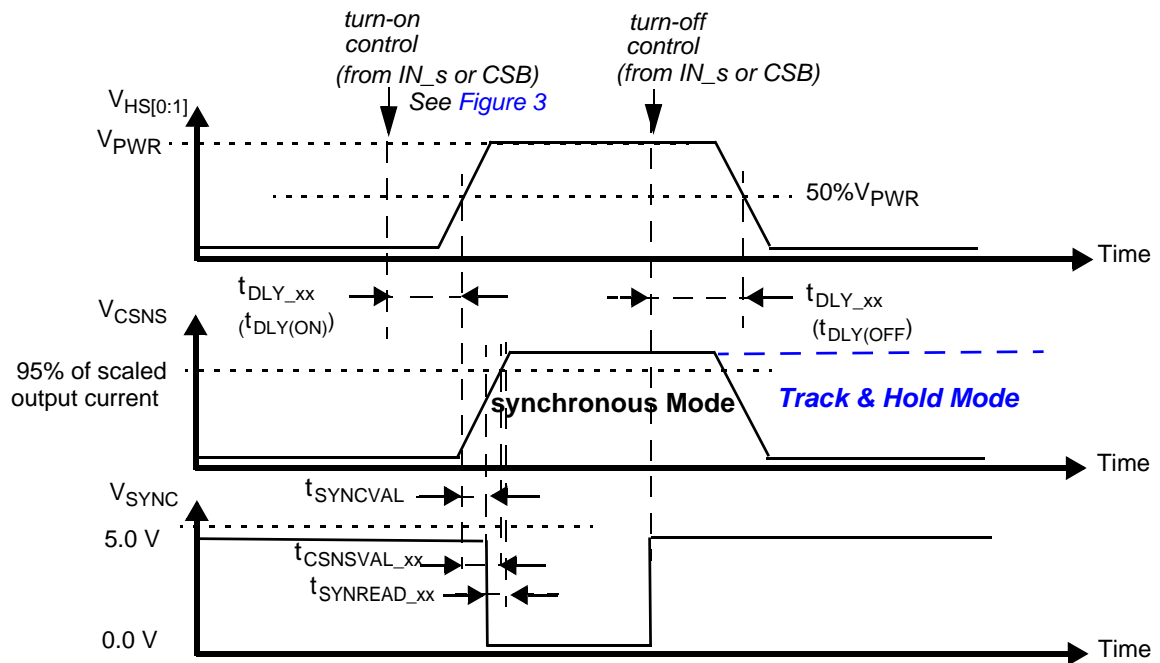 turn-on
control
(from IN_s or CSB)
See Figure 3
turn-off
control
(from IN_s or CSB)
VHS[0:1]
VPWR
50%VPWR
Time
tDLY_xx
(tDLY(ON))
tDLY_xx
(tDLY(OFF)
VCSNS
95% of scaled
output current
synchronous Mode
Track & Hold Mode
Time
tSYNCVAL
VSYNC
5.0 V
tCSNSVAL_xx
tSYNREAD_xx
0.0 V
Time